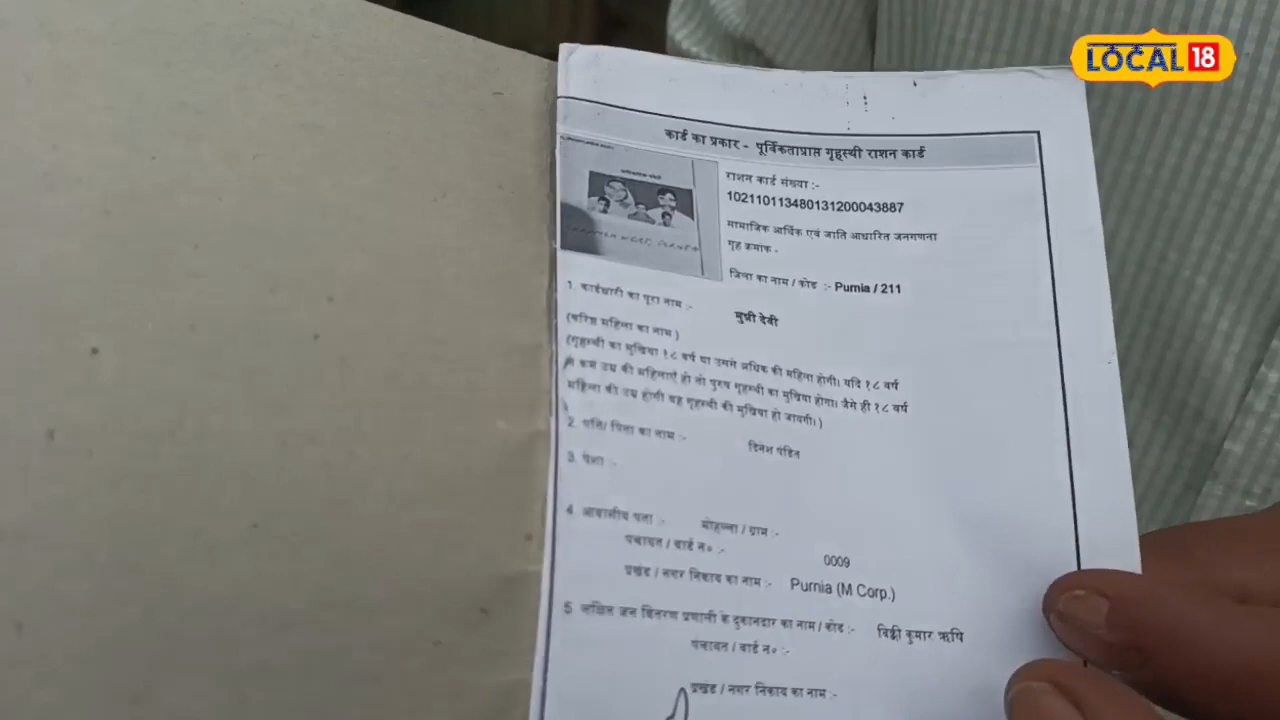 LOCAL 18
कार्ड का प्रकार - पूर्विकताप्राप्त गृहस्थी राशन कार्ड
राशन कार्ड संख्या :-
102110113480131200043887
सामाजिक आर्थिक एवं जाति आधारित जनगणना
गृह क्रमांक -
जिला का नाम / कोड :- Purnia / 211
1. कार्डधारी का पूरा नाम :- मुन्नी देवी
(वरिष्ठ महिला का नाम )
(गृहस्थी का मुखिया १८ वर्ष या उससे अधिक की महिला होगी। यदि १८ वर्ष
से कम उम्र की महिलाएँ हो तो पुरुष गृहस्थी का मुखिया होगा। जैसे ही १८ वर्ष
महिला की उम्र होगी वह गृहस्थी की मुखिया हो जायगी।)
2. पति/ पिता का नाम :- दिनेश पंडित
3. पेशा :-
4. आवासीय पता :- मोहल्ला / ग्राम :-
पंचायत / वार्ड न० :- 0009
प्रखंड / नगर निकाय का नाम :- Purnia (M Corp.)
5. लक्षित जन वितरण प्रणाली के दुकानदार का नाम / कोड :- विक्की कुमार ऋषि
पंचायत / वार्ड न० :-
प्रखंड / नगर निकाय का नाम :-